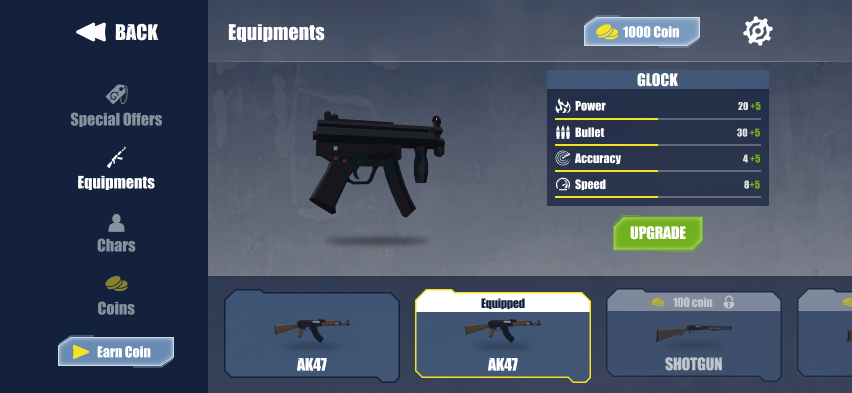 BACK
Equipments
1000 Coin
Special Offers
Equipments
Chars
Coins
Earn Coin
GLOCK
Power 20 +5
Bullet 30 +5
Accuracy 4 +5
Speed 8+5
UPGRADE
AK47
Equipped
AK47
100 coin
SHOTGUN